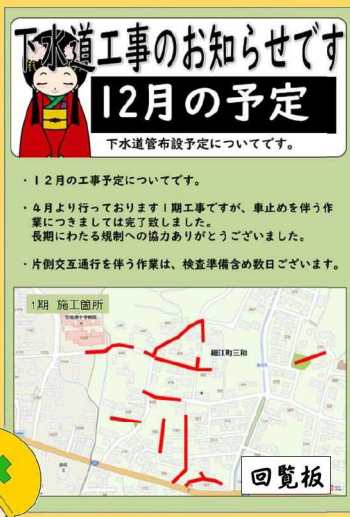 下水道工事のお知らせです
12月の予定
下水道管布設予定についてです。
・12月の工事予定についてです。
・4月より行っております1期工事ですが、車止めを伴う作
業につきましては完了致しました。
長期にわたる規制への協力ありがとうございました。
・片側交互通行を伴う作業は、検査準備含め数日ございます。
1期 施工箇所
細江町三和
回覧板